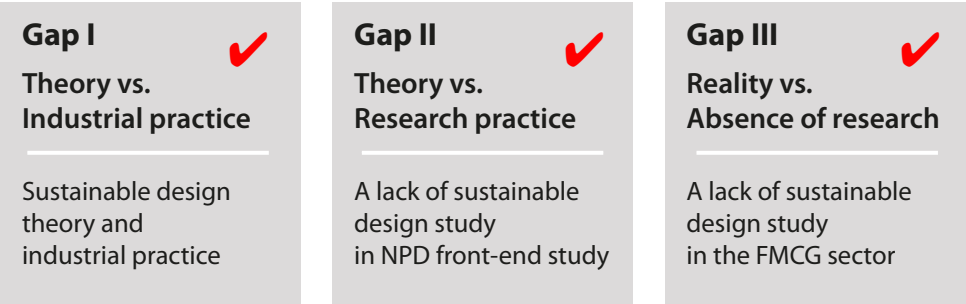 Gap I
Theory vs.
Industrial practice
Sustainable design
theory and
industrial practice
Gap II
Theory vs.
Research practice
A lack of sustainable
design study
in NPD front-end study
Gap III
Reality vs.
Absence of research
A lack of sustainable
design study
in the FMCG sector